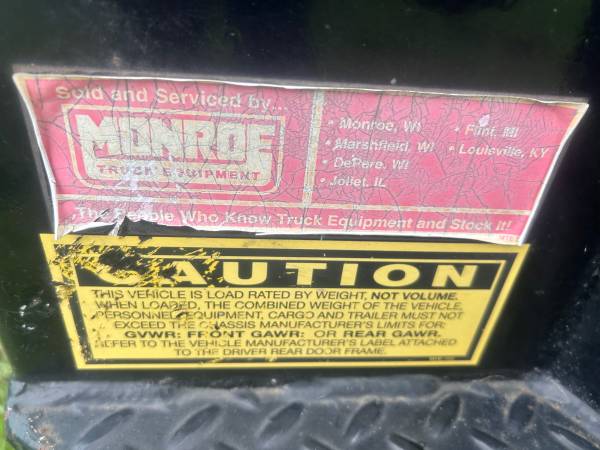 Sold and Serviced by...
MONROE
TRUCK EQUIPMENT
• Monroe, WI
• Marshfield, WI
• DePere, WI
• Joliet, IL
• Flint, MI
• Louisville, KY
The People Who Know Truck Equipment and Stock It!
CAUTION
THIS VEHICLE IS LOAD RATED BY WEIGHT, NOT VOLUME.
WHEN LOADED, THE COMBINED WEIGHT OF THE VEHICLE,
PERSONNEL, EQUIPMENT, CARGO AND TRAILER MUST NOT
EXCEED THE CHASSIS MANUFACTURER'S LIMITS FOR:
GVWR: FRONT GAWR: OR REAR GAWR.
REFER TO THE VEHICLE MANUFACTURER'S LABEL ATTACHED
TO THE DRIVER REAR DOOR FRAME.